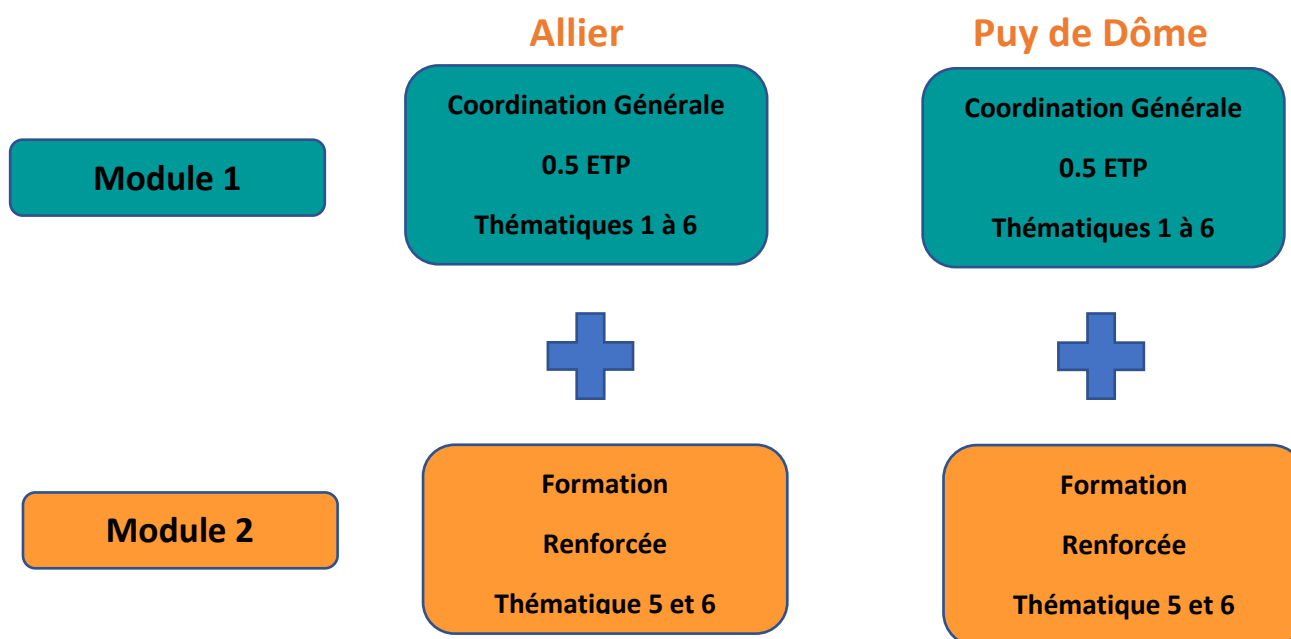 Allier
Puy de Dôme
Module 1
Coordination Générale
0.5 ETP
Thématiques 1 à 6
Coordination Générale
0.5 ETP
Thématiques 1 à 6
Module 2
Formation
Renforcée
Thématique 5 et 6
Formation
Renforcée
Thématique 5 et 6